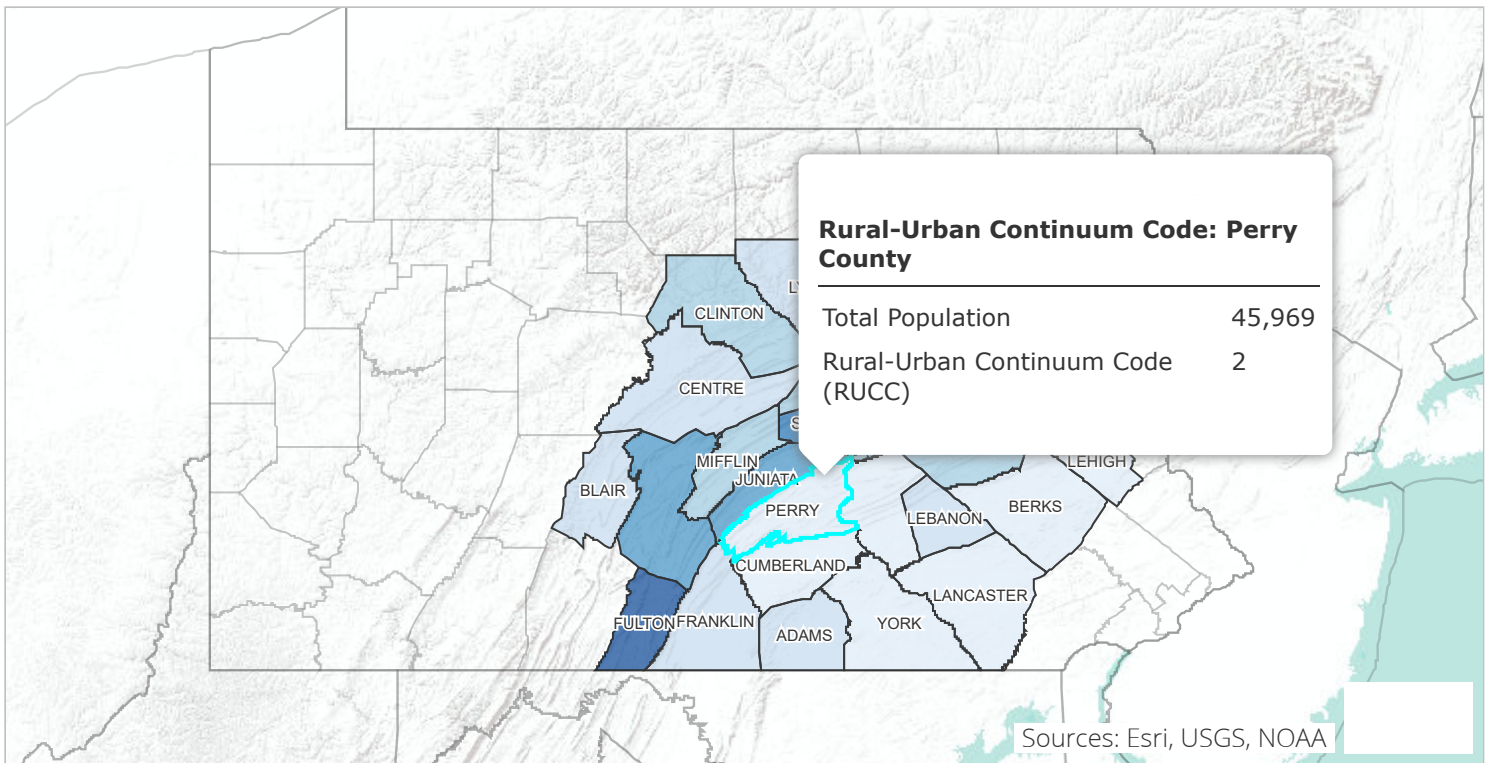 Rural-Urban Continuum Code: Perry
County
Total Population 45,969
Rural-Urban Continuum Code 2
(RUCC)
CLINTON
CENTRE
MIFFLIN
LEHIGH
JUNIATA
BLAIR
PERRY
BERKS
LEBANON
CUMBERLAND
LANCASTER
FULTON
FRANKLIN
YORK
ADAMS
Sources: Esri, USGS, NOAA